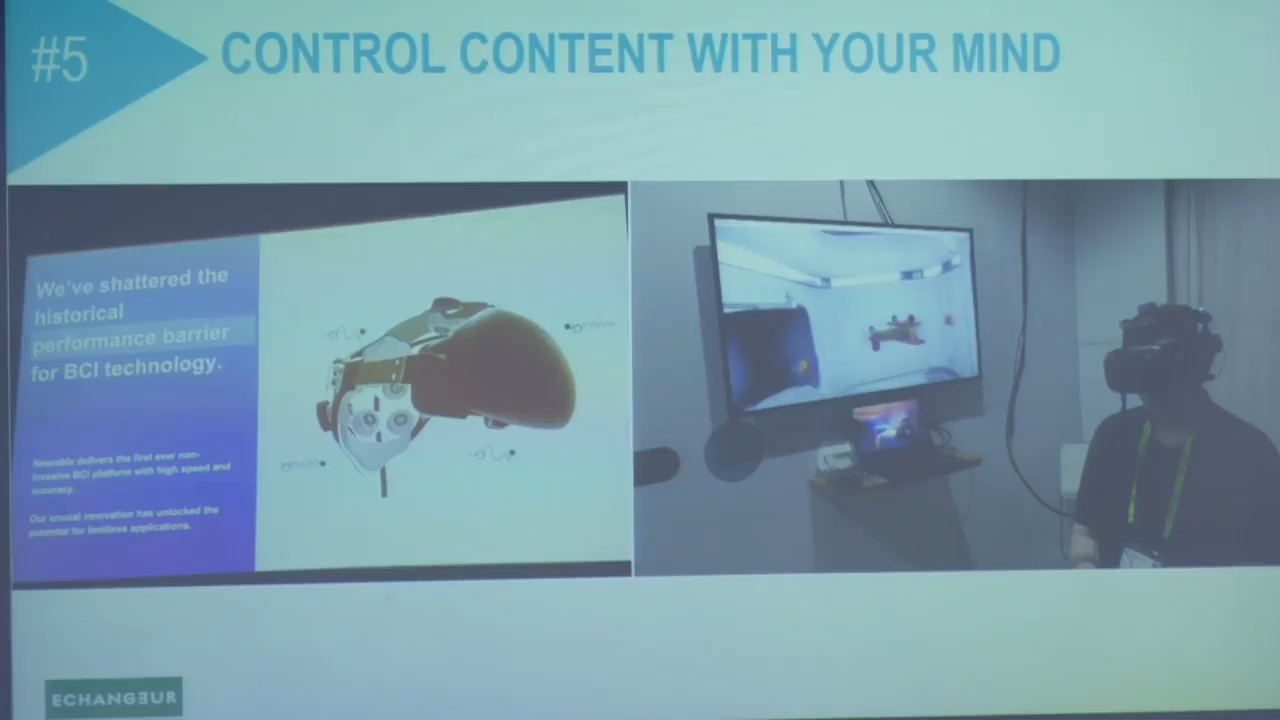 #5
CONTROL CONTENT WITH YOUR MIND
We've shattered the
historical
performance barrier
for BCI technology.
Neurable delivers the first ever non-
invasive BCI platform with high speed and
accuracy.
Our crucial innovation has unlocked the
potential for limitless applications.
ECHANGEUR